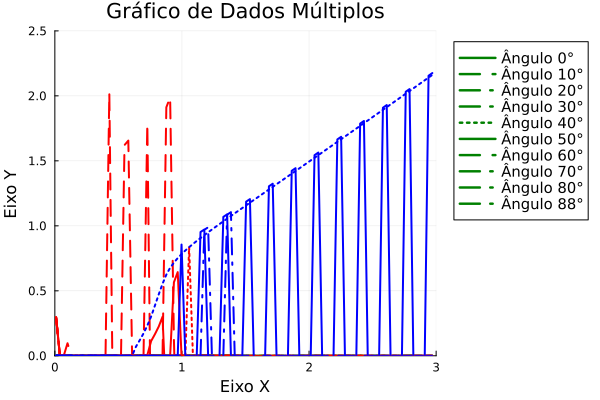 Gráfico de Dados Múltiplos
2.5
2.0
1.5
1.0
0.5
0.0
0
1
2
3
Eixo Y
Eixo X
Ângulo 0°
Ângulo 10°
Ângulo 20°
Ângulo 30°
Ângulo 40°
Ângulo 50°
Ângulo 60°
Ângulo 70°
Ângulo 80°
Ângulo 88°